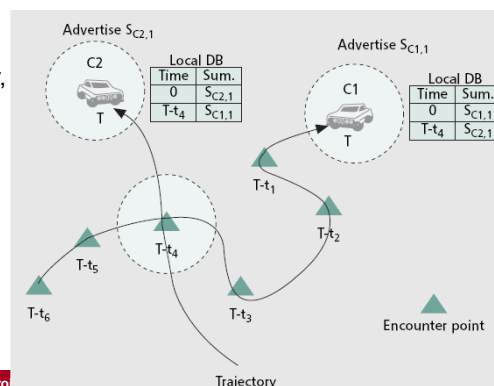 Advertise S_C2,1
C2
T
Local DB
Time Sum.
0 S_C2,1
T-t4 S_C1,1
Advertise S_C1,1
C1
T
Local DB
Time Sum.
0 S_C1,1
T-t4 S_C2,1
T-t1
T-t2
T-t3
T-t4
T-t5
T-t6
Encounter point
Trajectory